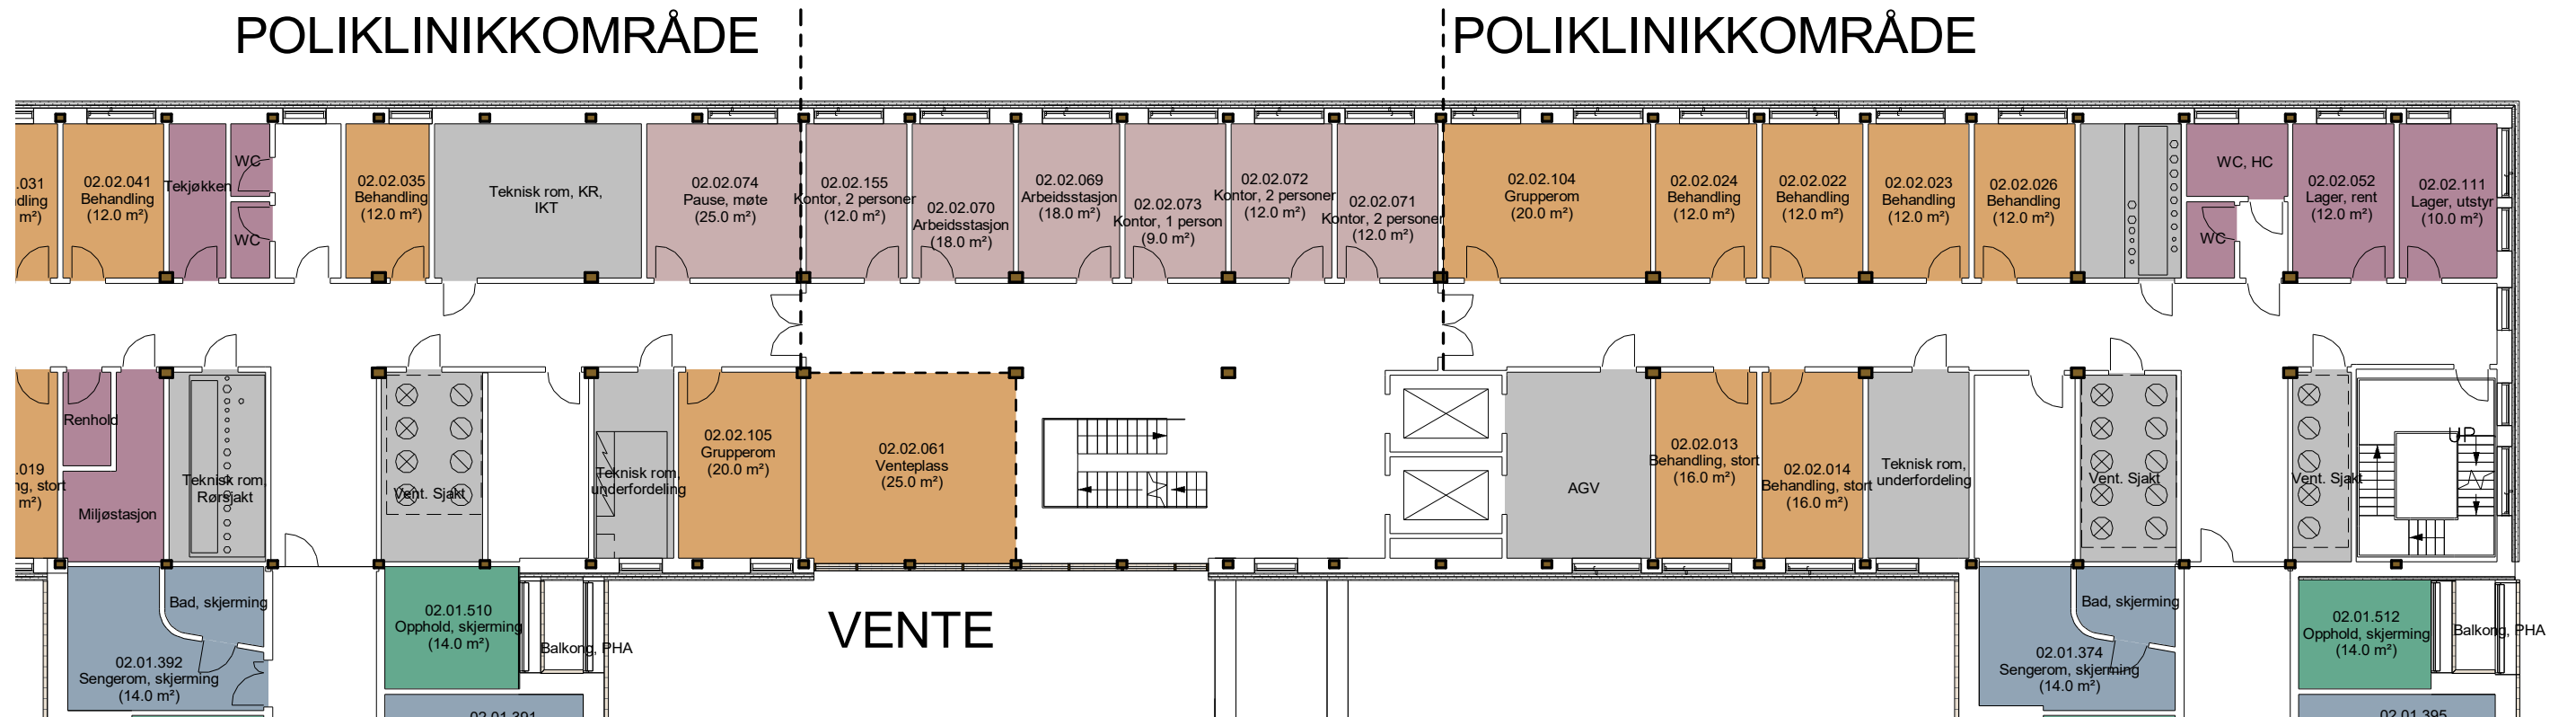 POLIKLINIKKOMRÅDE
POLIKLINIKKOMRÅDE
.031
dling
m²)
02.02.041
Behandling
(12.0 m²)
Tekjøkken
WC
WC
02.02.035
Behandling
(12.0 m²)
Teknisk rom, KR,
IKT
02.02.074
Pause, møte
(25.0 m²)
02.02.155
Kontor, 2 personer
(12.0 m²)
02.02.070
Arbeidsstasjon
(18.0 m²)
02.02.069
Arbeidsstasjon
(18.0 m²)
02.02.073
Kontor, 1 person
(9.0 m²)
02.02.072
Kontor, 2 personer
(12.0 m²)
02.02.071
Kontor, 2 personer
(12.0 m²)
02.02.104
Grupperom
(20.0 m²)
02.02.024
Behandling
(12.0 m²)
02.02.022
Behandling
(12.0 m²)
02.02.023
Behandling
(12.0 m²)
02.02.026
Behandling
(12.0 m²)
WC, HC
WC
02.02.052
Lager, rent
(12.0 m²)
02.02.111
Lager, utstyr
(10.0 m²)
.019
ng, stort
m²)
Renhold
Miljøstasjon
Teknisk rom,
Rørsjakt
Vent. Sjakt
Teknisk rom,
underfordeling
02.02.105
Grupperom
(20.0 m²)
02.02.061
Venteplass
(25.0 m²)
AGV
02.02.013
Behandling, stort
(16.0 m²)
02.02.014
Behandling, stort
(16.0 m²)
Teknisk rom,
underfordeling
Vent. Sjakt
Vent. Sjakt
UP
Bad, skjerming
02.01.392
Sengerom, skjerming
(14.0 m²)
02.01.510
Opphold, skjerming
(14.0 m²)
Balkong, PHA
VENTE
Bad, skjerming
02.01.374
Sengerom, skjerming
(14.0 m²)
02.01.512
Opphold, skjerming
(14.0 m²)
Balkong, PHA
02.01.391
02.01.395